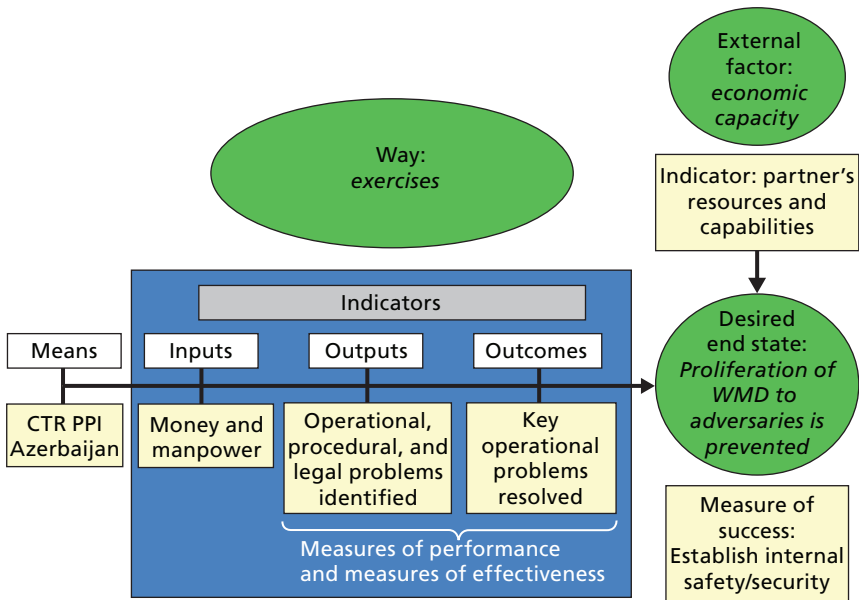 External
factor:
economic
capacity
Way:
exercises
Indicator: partner's
resources and
capabilities
Indicators
Means
Inputs
Outputs
Outcomes
Desired
end state:
Proliferation of
WMD to
adversaries is
prevented
CTR PPI
Azerbaijan
Money and
manpower
Operational,
procedural, and
legal problems
identified
Key
operational
problems
resolved
Measures of performance
and measures of effectiveness
Measure of
success:
Establish internal
safety/security